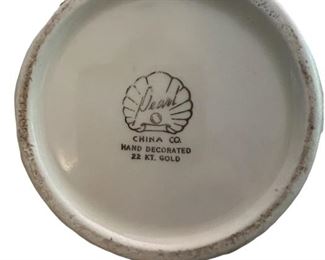 Pearl
CHINA CO.
HAND DECORATED
22 KT. GOLD